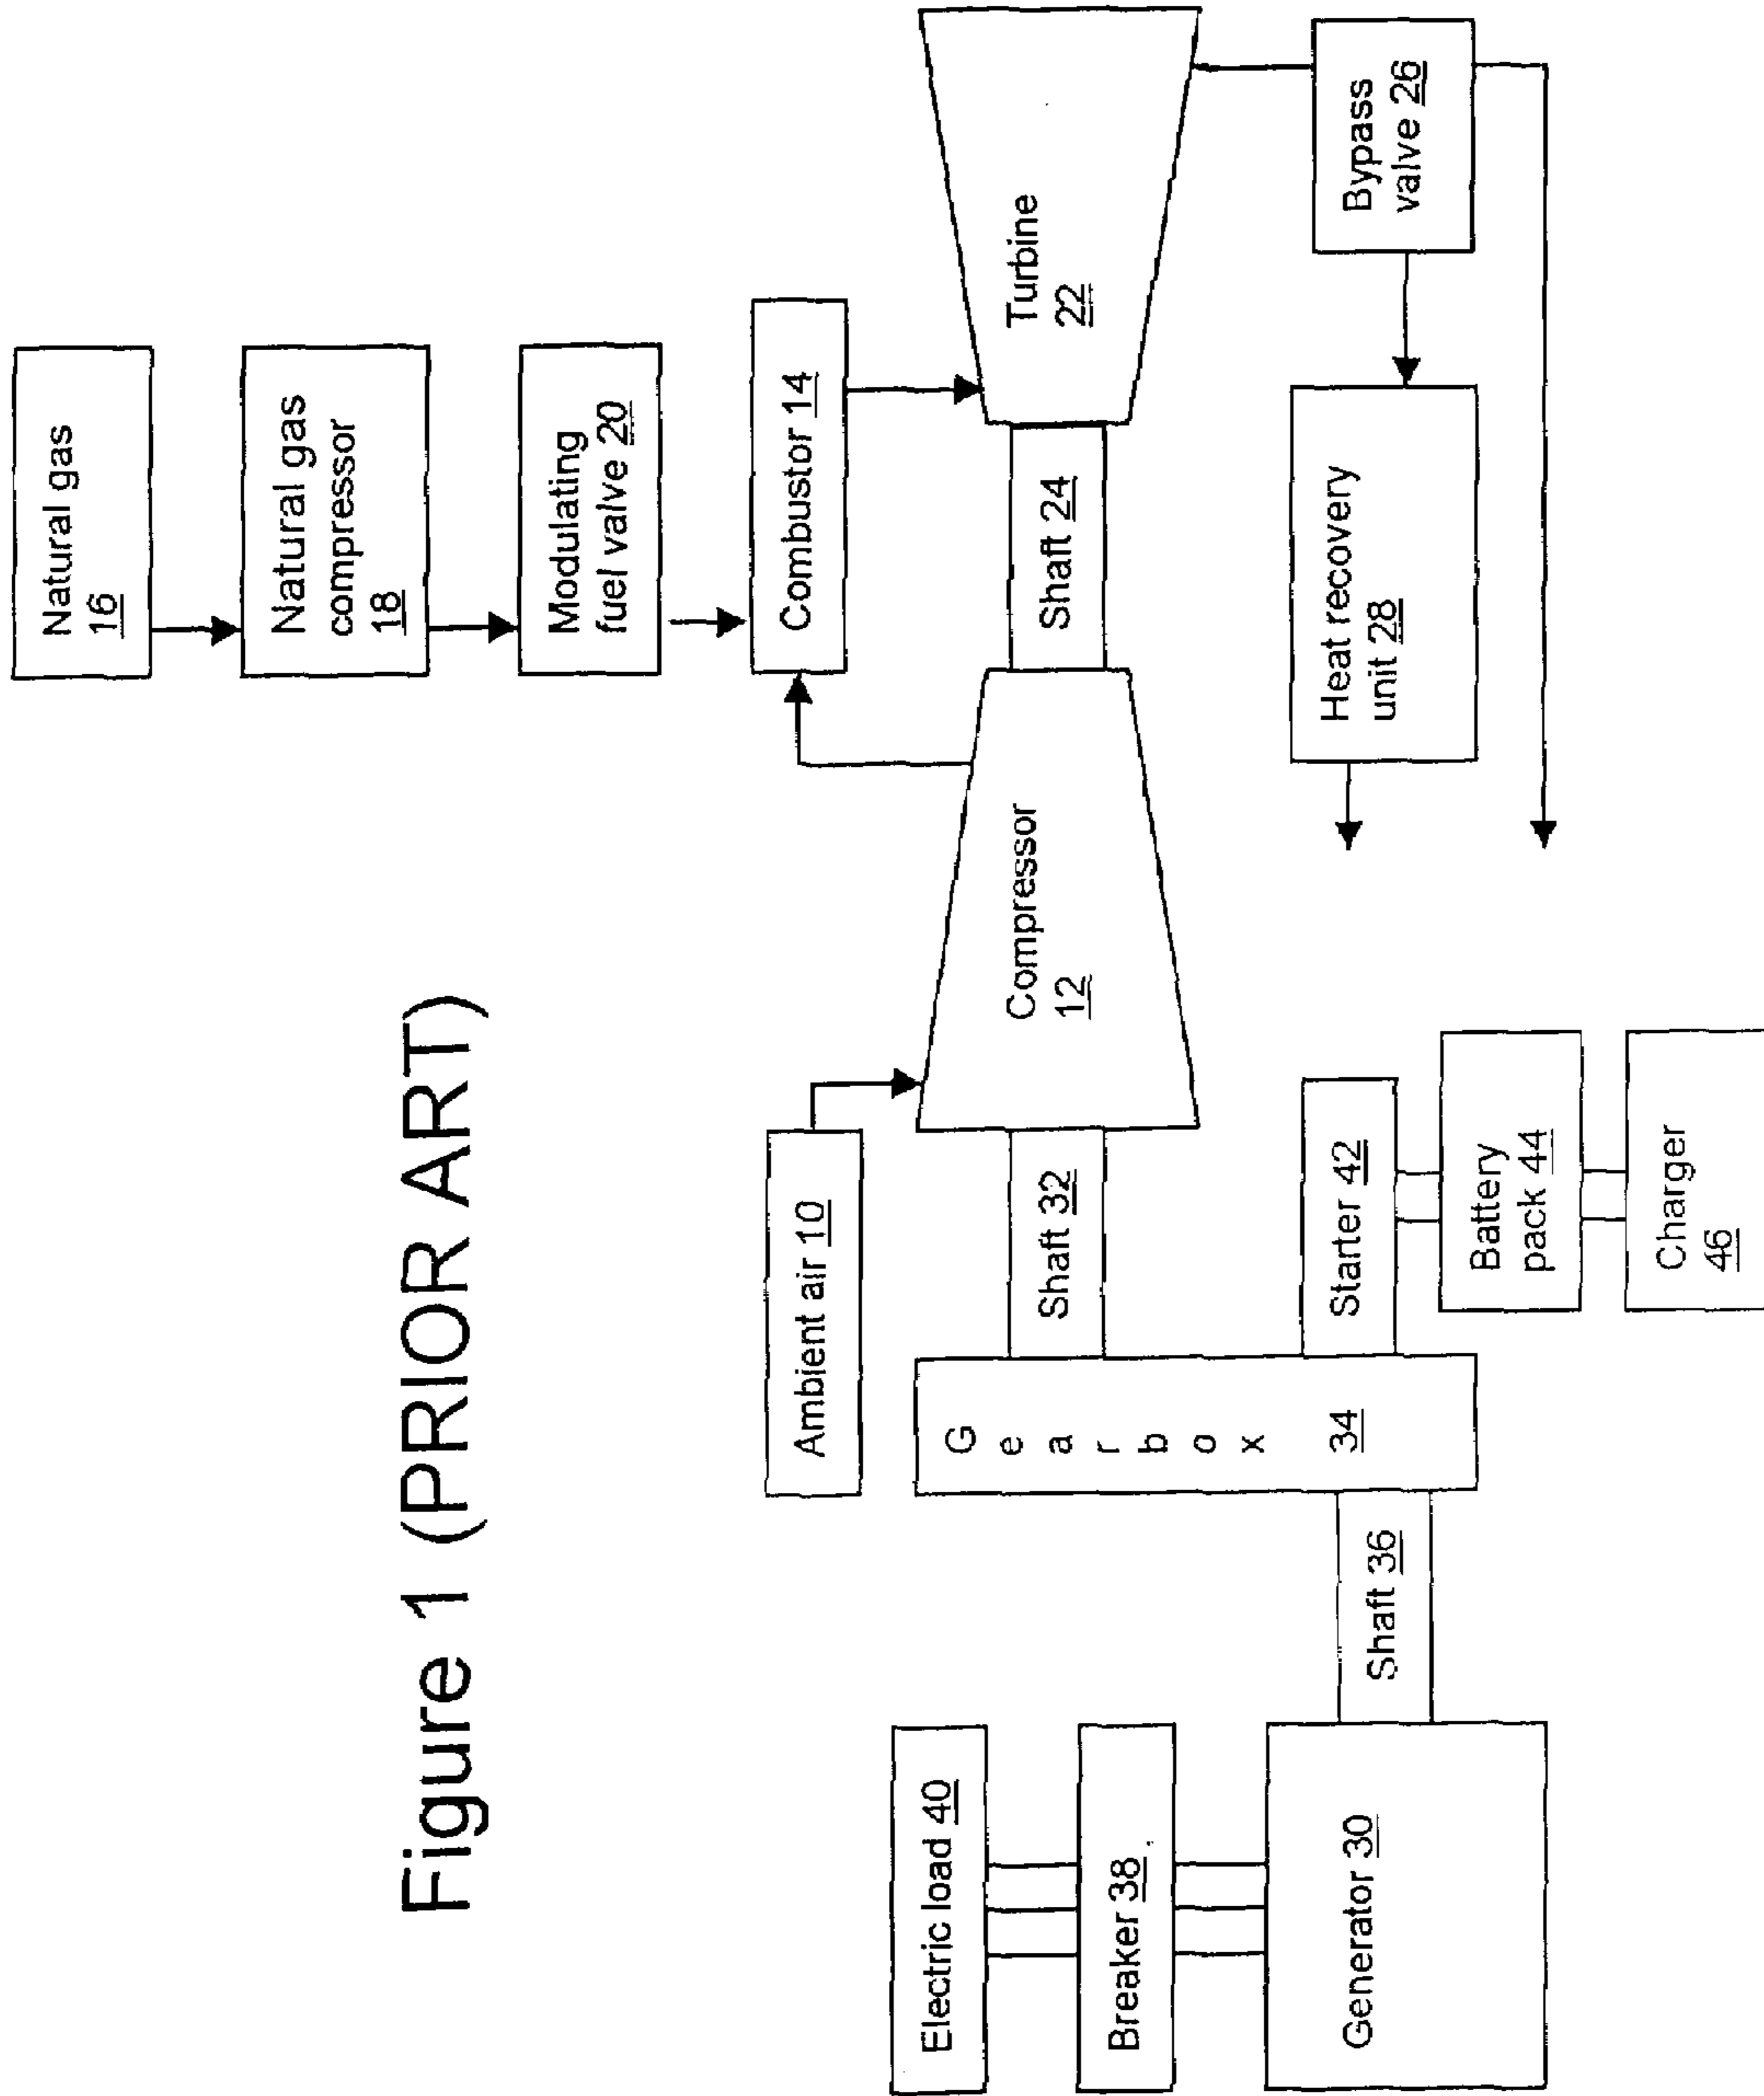 Figure 1 (PRIOR ART)
Natural gas
16
Natural gas
compressor
18
Modulating
fuel valve 20
Combustor 14
Ambient air 10
Compressor
12
Shaft 24
Turbine
22
Bypass
valve 26
Heat recovery
unit 28
Shaft 32
Gearbox
34
Starter 42
Battery
pack 44
Charger
46
Shaft 36
Electric load 40
Breaker 38
Generator 30